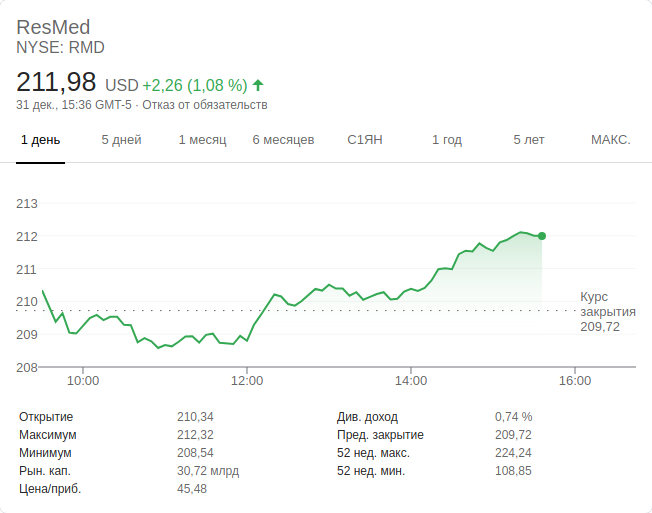 ResMed
NYSE: RMD
211,98 USD +2,26 (1,08 %)
31 дек., 15:36 GMT-5 · Отказ от обязательств
1 день 5 дней 1 месяц 6 месяцев С1ЯН 1 год 5 лет МАКС.
213
212
211
210
209
208
Курс
закрытия
209,72
10:00 12:00 14:00 16:00
Открытие 210,34 Див. доход 0,74 %
Максимум 212,32 Пред. закрытие 209,72
Минимум 208,54 52 нед. макс. 224,24
Рын. кап. 30,72 млрд 52 нед. мин. 108,85
Цена/приб. 45,48